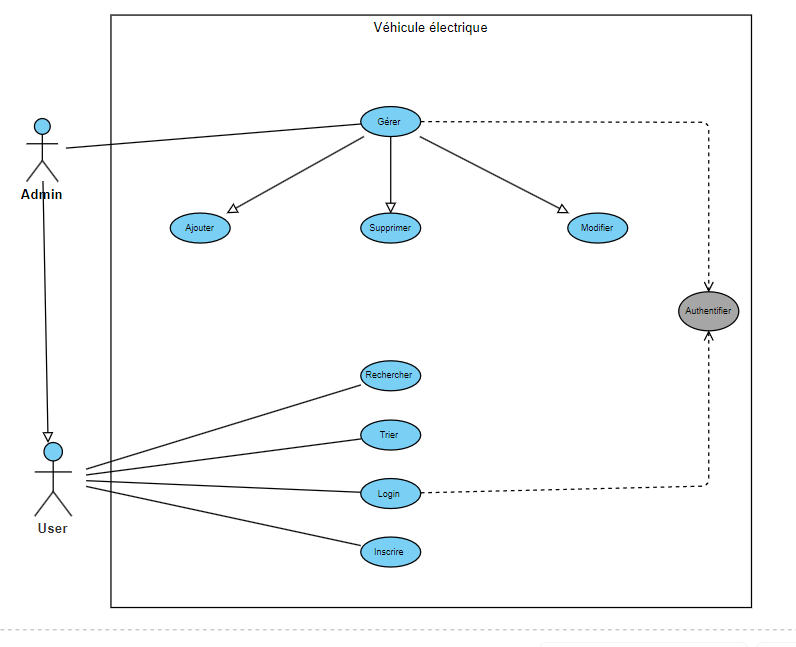 Véhicule électrique
Gérer
Admin
Ajouter
Supprimer
Modifier
Authentifier
Rechercher
Trier
Login
User
Inscrire